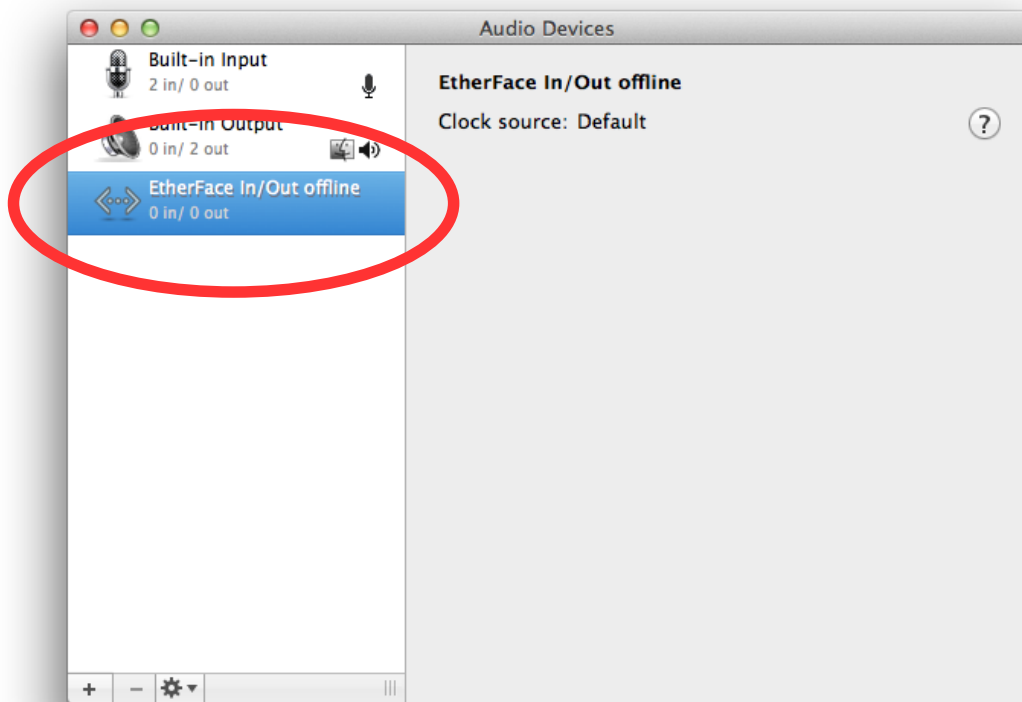 Audio Devices
Built-in Input
2 in/ 0 out
Built-in Output
0 in/ 2 out
EtherFace In/Out offline
0 in/ 0 out
EtherFace In/Out offline
Clock source: Default
?